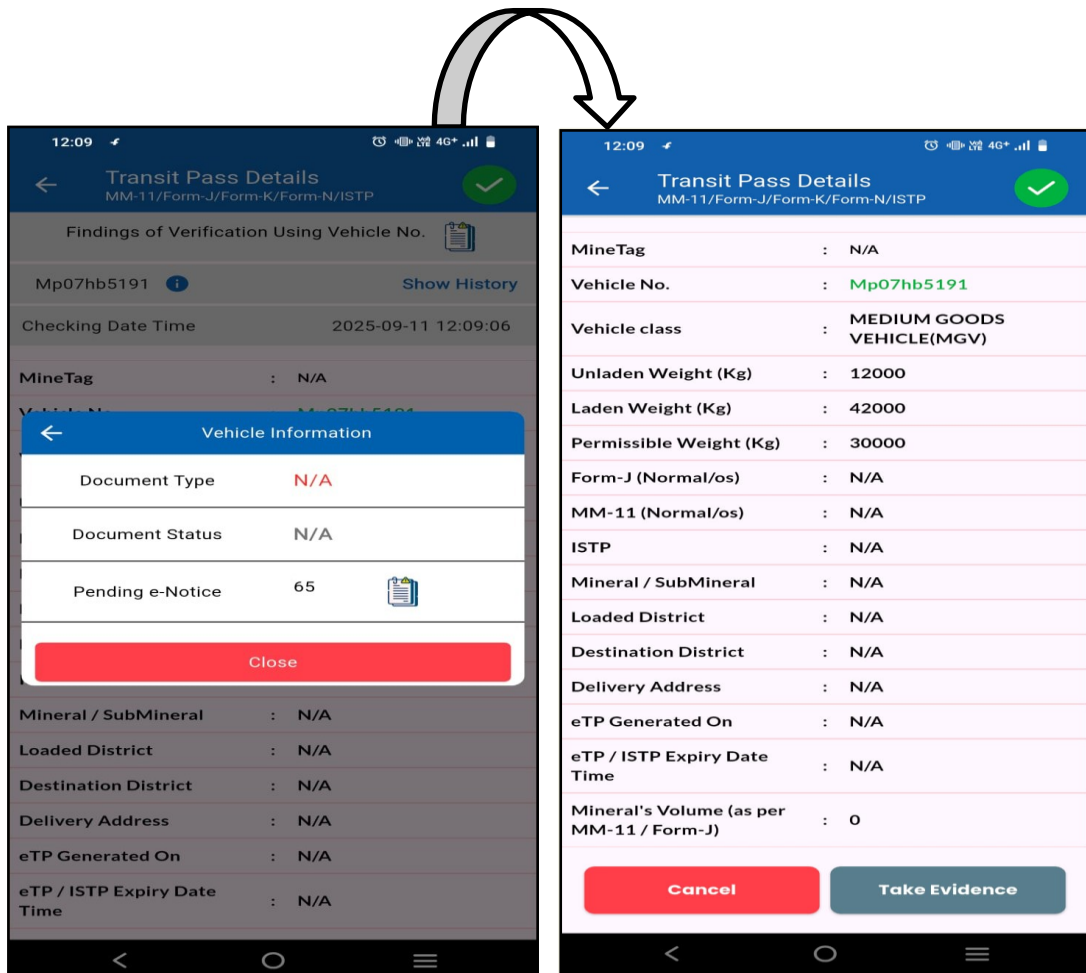 12:09
4G+
Transit Pass Details
MM-11/Form-J/Form-K/Form-N/ISTP
Findings of Verification Using Vehicle No.
Mp07hb5191
Show History
Checking Date Time 2025-09-11 12:09:06
MineTag : N/A
Vehicle Information
Document Type N/A
Document Status N/A
Pending e-Notice 65
Close
Mineral / SubMineral : N/A
Loaded District : N/A
Destination District : N/A
Delivery Address : N/A
eTP Generated On : N/A
eTP / ISTP Expiry Date
Time : N/A
12:09
4G+
Transit Pass Details
MM-11/Form-J/Form-K/Form-N/ISTP
MineTag : N/A
Vehicle No. : Mp07hb5191
Vehicle class : MEDIUM GOODS
VEHICLE(MGV)
Unladen Weight (Kg) : 12000
Laden Weight (Kg) : 42000
Permissible Weight (Kg) : 30000
Form-J (Normal/os) : N/A
MM-11 (Normal/os) : N/A
ISTP : N/A
Mineral / SubMineral : N/A
Loaded District : N/A
Destination District : N/A
Delivery Address : N/A
eTP Generated On : N/A
eTP / ISTP Expiry Date
Time : N/A
Mineral's Volume (as per
MM-11 / Form-J) : 0
Cancel
Take Evidence